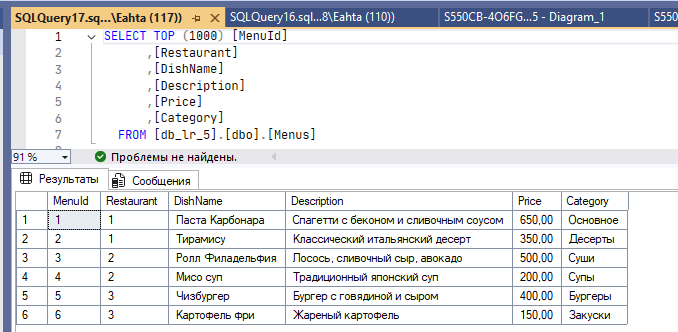 SQLQuery17.sq...\Eahta (117))
SQLQuery16.sql...8\Eahta (110))
S550CB-4O6FG...5 - Diagram_1
S550
1 SELECT TOP (1000) [MenuId]
2 ,[Restaurant]
3 ,[DishName]
4 ,[Description]
5 ,[Price]
6 ,[Category]
7 FROM [db_lr_5].[dbo].[Menus]
91 % Проблемы не найдены.
Результаты Сообщения
MenuId Restaurant DishName Description Price Category
1 1 1 Паста Карбонара Спагетти с беконом и сливочным соусом 650,00 Основное
2 2 1 Тирамису Классический итальянский десерт 350,00 Десерты
3 3 2 Ролл Филадельфия Лосось, сливочный сыр, авокадо 500,00 Суши
4 4 2 Мисо суп Традиционный японский суп 200,00 Супы
5 5 3 Чизбургер Бургер с говядиной и сыром 400,00 Бургеры
6 6 3 Картофель фри Жареный картофель 150,00 Закуски